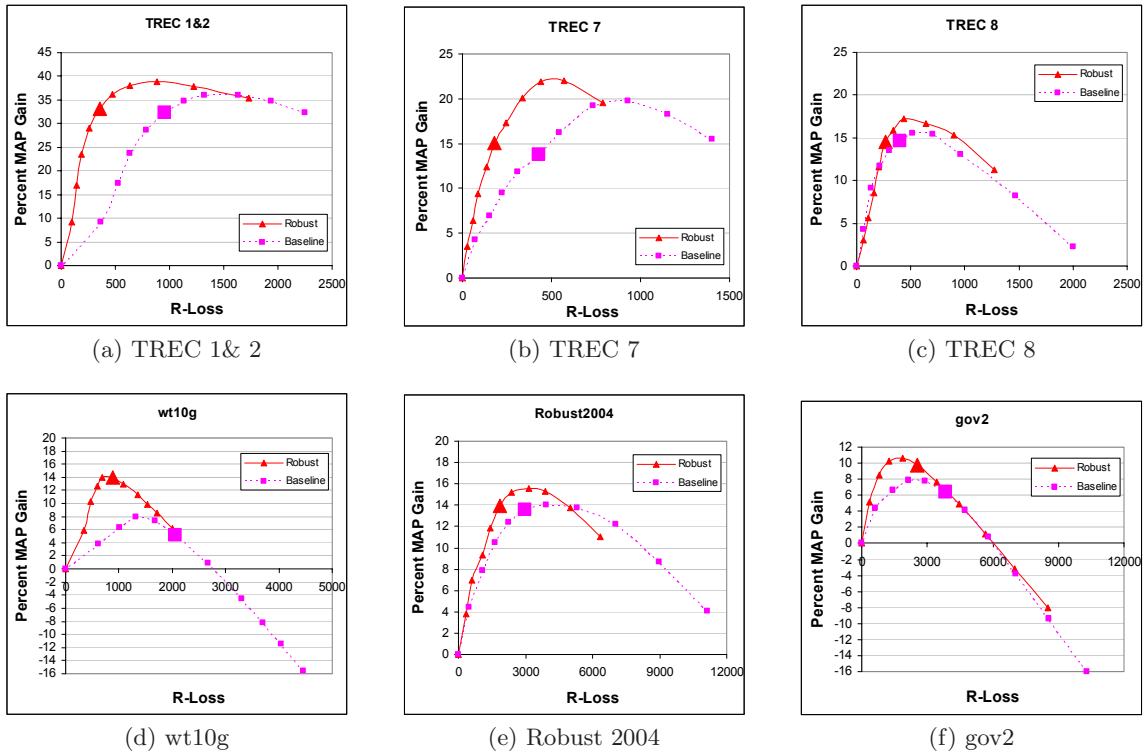 TREC 1&2
Percent MAP Gain
45
40
35
30
25
20
15
10
5
0
0 500 1000 1500 2000 2500
R-Loss
Robust
Baseline
(a) TREC 1& 2
TREC 7
Percent MAP Gain
25
20
15
10
5
0
0 500 1000 1500
R-Loss
Robust
Baseline
(b) TREC 7
TREC 8
Percent MAP Gain
25
20
15
10
5
0
0 500 1000 1500 2000 2500
R-Loss
Robust
Baseline
(c) TREC 8
wt10g
Percent MAP Gain
20
18
16
14
12
10
8
6
4
2
0
-2
-4
-6
-8
-10
-12
-14
-16
0 1000 2000 3000 4000 5000
R-Loss
Robust
Baseline
(d) wt10g
Robust2004
Percent MAP Gain
20
18
16
14
12
10
8
6
4
2
0
0 3000 6000 9000 12000
R-Loss
Robust
Baseline
(e) Robust 2004
gov2
Percent MAP Gain
12
10
8
6
4
2
0
-2
-4
-6
-8
-10
-12
-14
-16
0 3000 6000 9000 12000
R-Loss
Robust
Baseline
(f) gov2